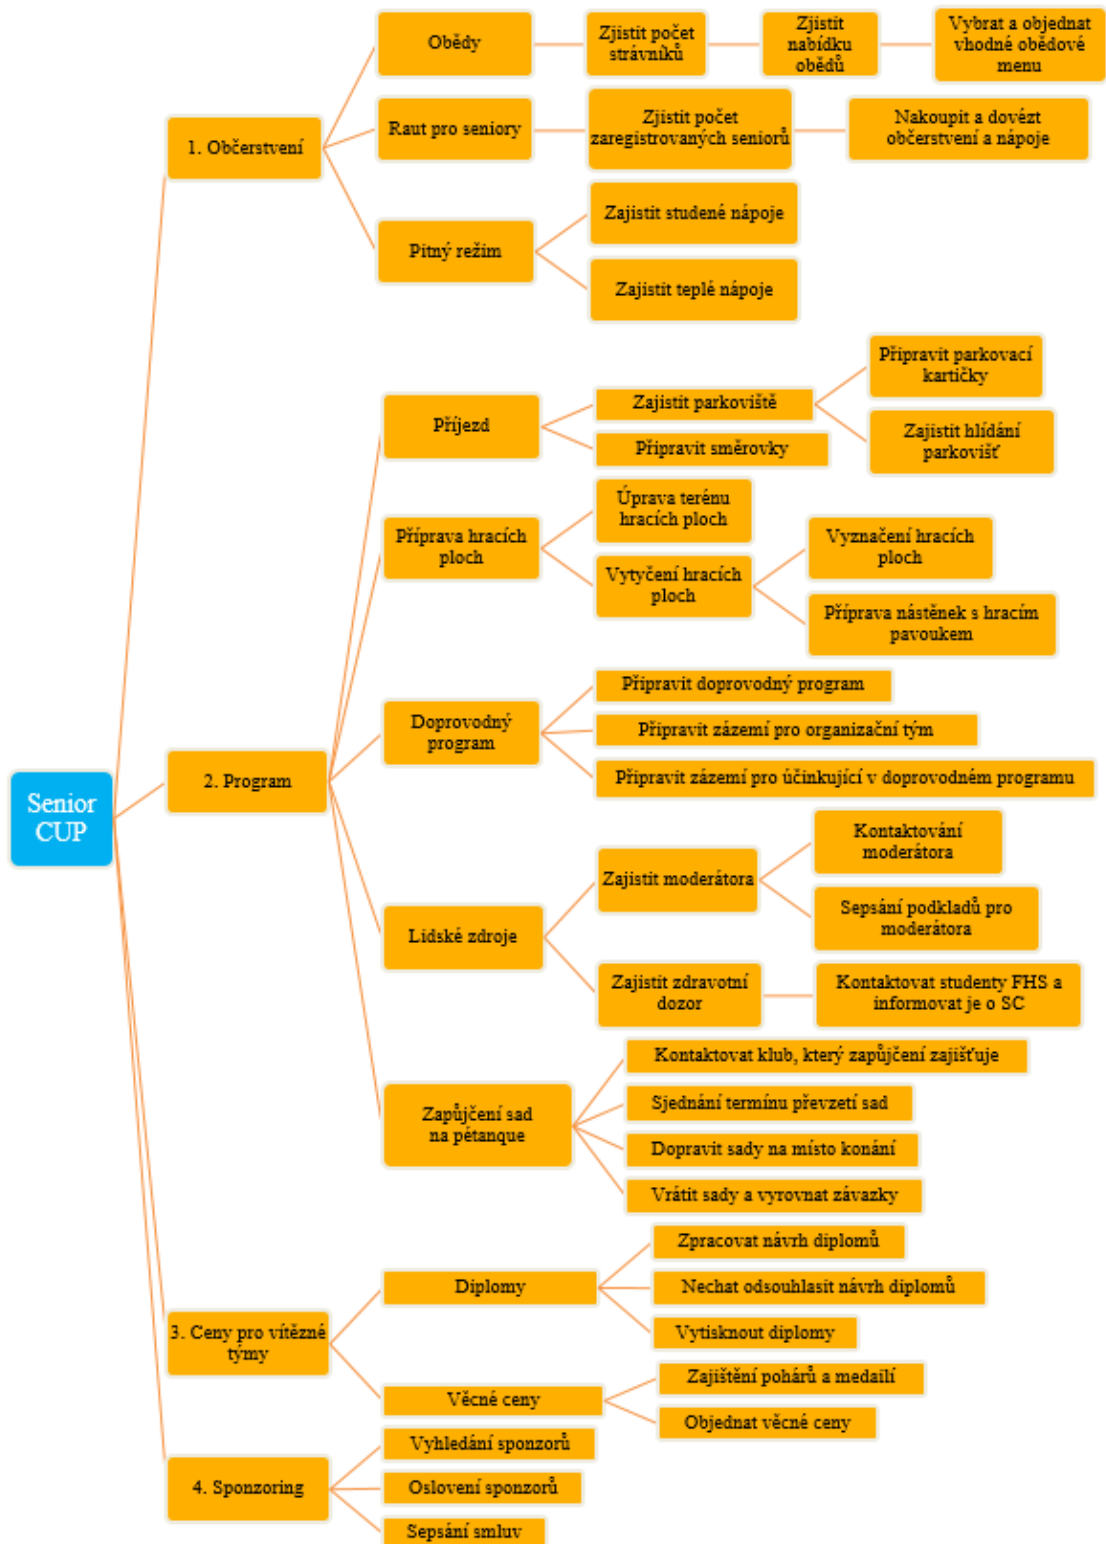 Senior
CUP
1. Občerstvení
Obědy
Zjistit počet
strávníků
Zjistit
nabídku
obědů
Vybrat a objednat
vhodné obědové
menu
Raut pro seniory
Zjistit počet
zaregistrovaných seniorů
Nakoupit a dovézt
občerstvení a nápoje
Pitný režim
Zajistit studené nápoje
Zajistit teplé nápoje
2. Program
Příjezd
Zajistit parkoviště
Připravit parkovací
kartičky
Zajistit hlídání
parkovišť
Připravit směrovky
Příprava hracích
ploch
Úprava terénu
hracích ploch
Vytyčení hracích
ploch
Vyznačení hracích
ploch
Příprava nástěnek s hracím
pavoukem
Doprovodný
program
Připravit doprovodný program
Připravit zázemí pro organizační tým
Připravit zázemí pro účinkující v doprovodném programu
Lidské zdroje
Zajistit moderátora
Kontaktování
moderátora
Sepsání podkladů pro
moderátora
Zajistit zdravotní
dozor
Kontaktovat studenty FHS a
informovat je o SC
Zapůjčení sad
na pétanque
Kontaktovat klub, který zapůjčení zajišťuje
Sjednání termínu převzetí sad
Dopravit sady na místo konání
Vrátit sady a vyrovnat závazky
3. Ceny pro vítězné
týmy
Diplomy
Zpracovat návrh diplomů
Nechat odsouhlasit návrh diplomů
Vytisknout diplomy
Věcné ceny
Zajištění pohárů a medailí
Objednat věcné ceny
4. Sponzoring
Vyhledání sponzorů
Oslovení sponzorů
Sepsání smluv